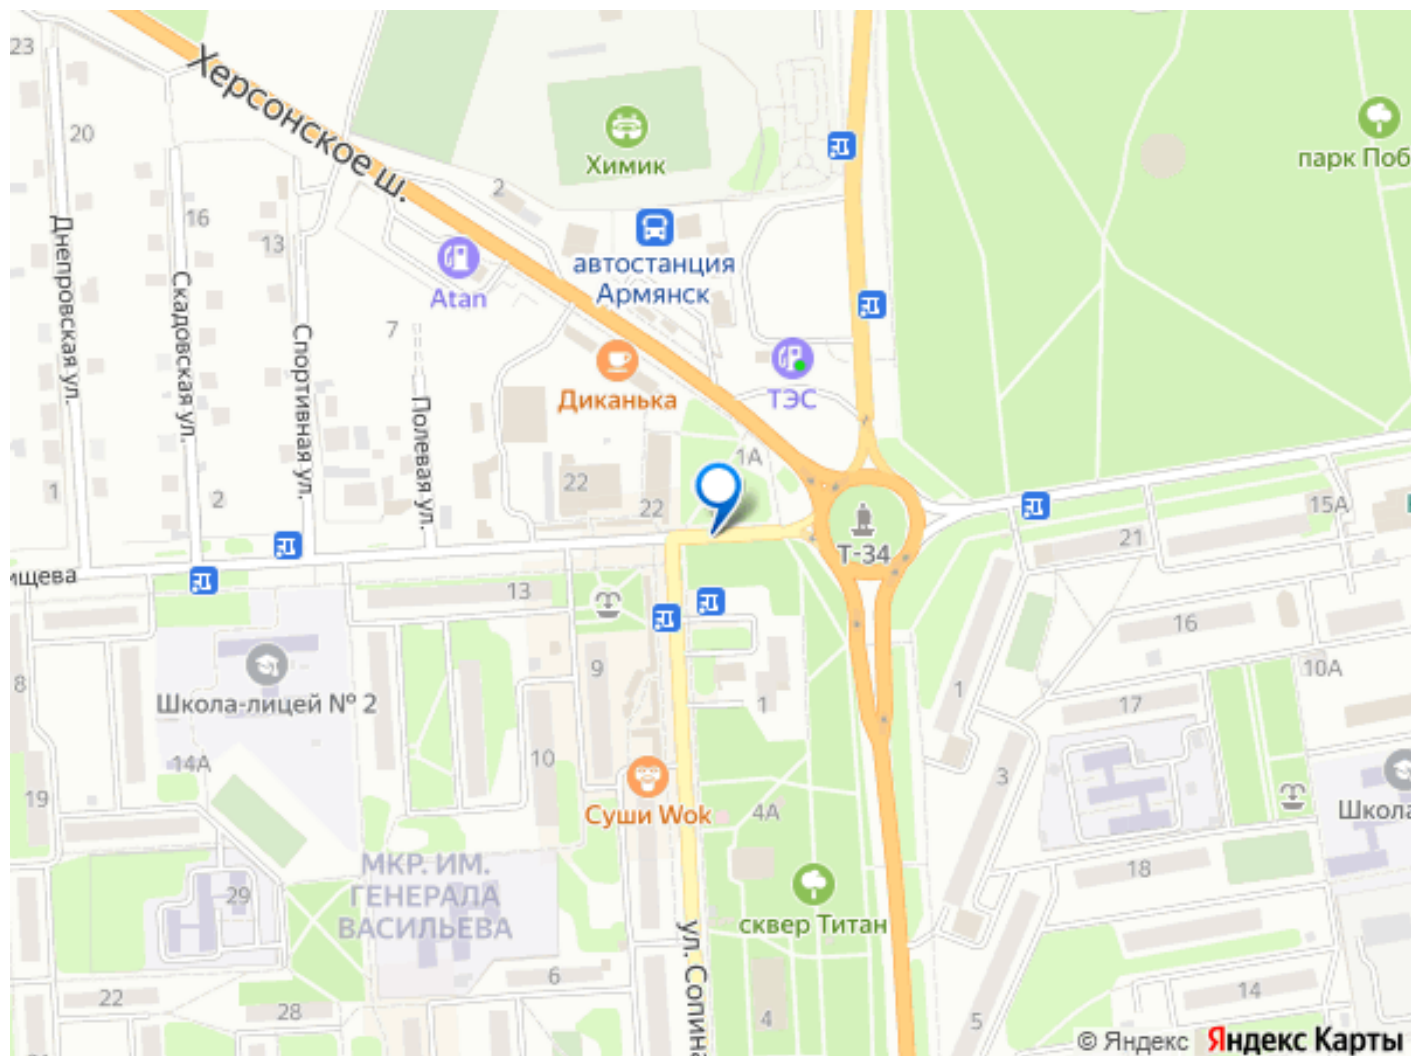 23
Херсонское ш.
20
Химик
парк Поб
2
16
13
Днепровская ул.
автостанция
Армянск
Atan
Скадовская ул.
7
Спортивная ул.
Диканька
ТЭС
Полевая ул.
1А
22
1
2
22
15А
21
Т-34
ищева
13
16
9
10А
8
Школа-лицей № 2
1
1
17
10
14А
3
19
Суши Wok
4А
Школа
МКР. ИМ.
ГЕНЕРАЛА
ВАСИЛЬЕВА
18
29
сквер Титан
ул. Сопина
6
22
28
4
5
14
© Яндекс Яндекс Карты